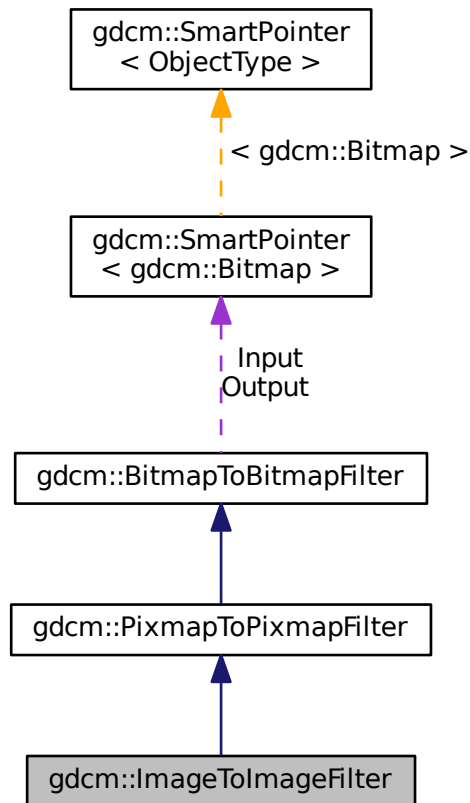 gdcm::SmartPointer
< ObjectType >
< gdcm::Bitmap >
gdcm::SmartPointer
< gdcm::Bitmap >
Input
Output
gdcm::BitmapToBitmapFilter
gdcm::PixmapToPixmapFilter
gdcm::ImageToImageFilter